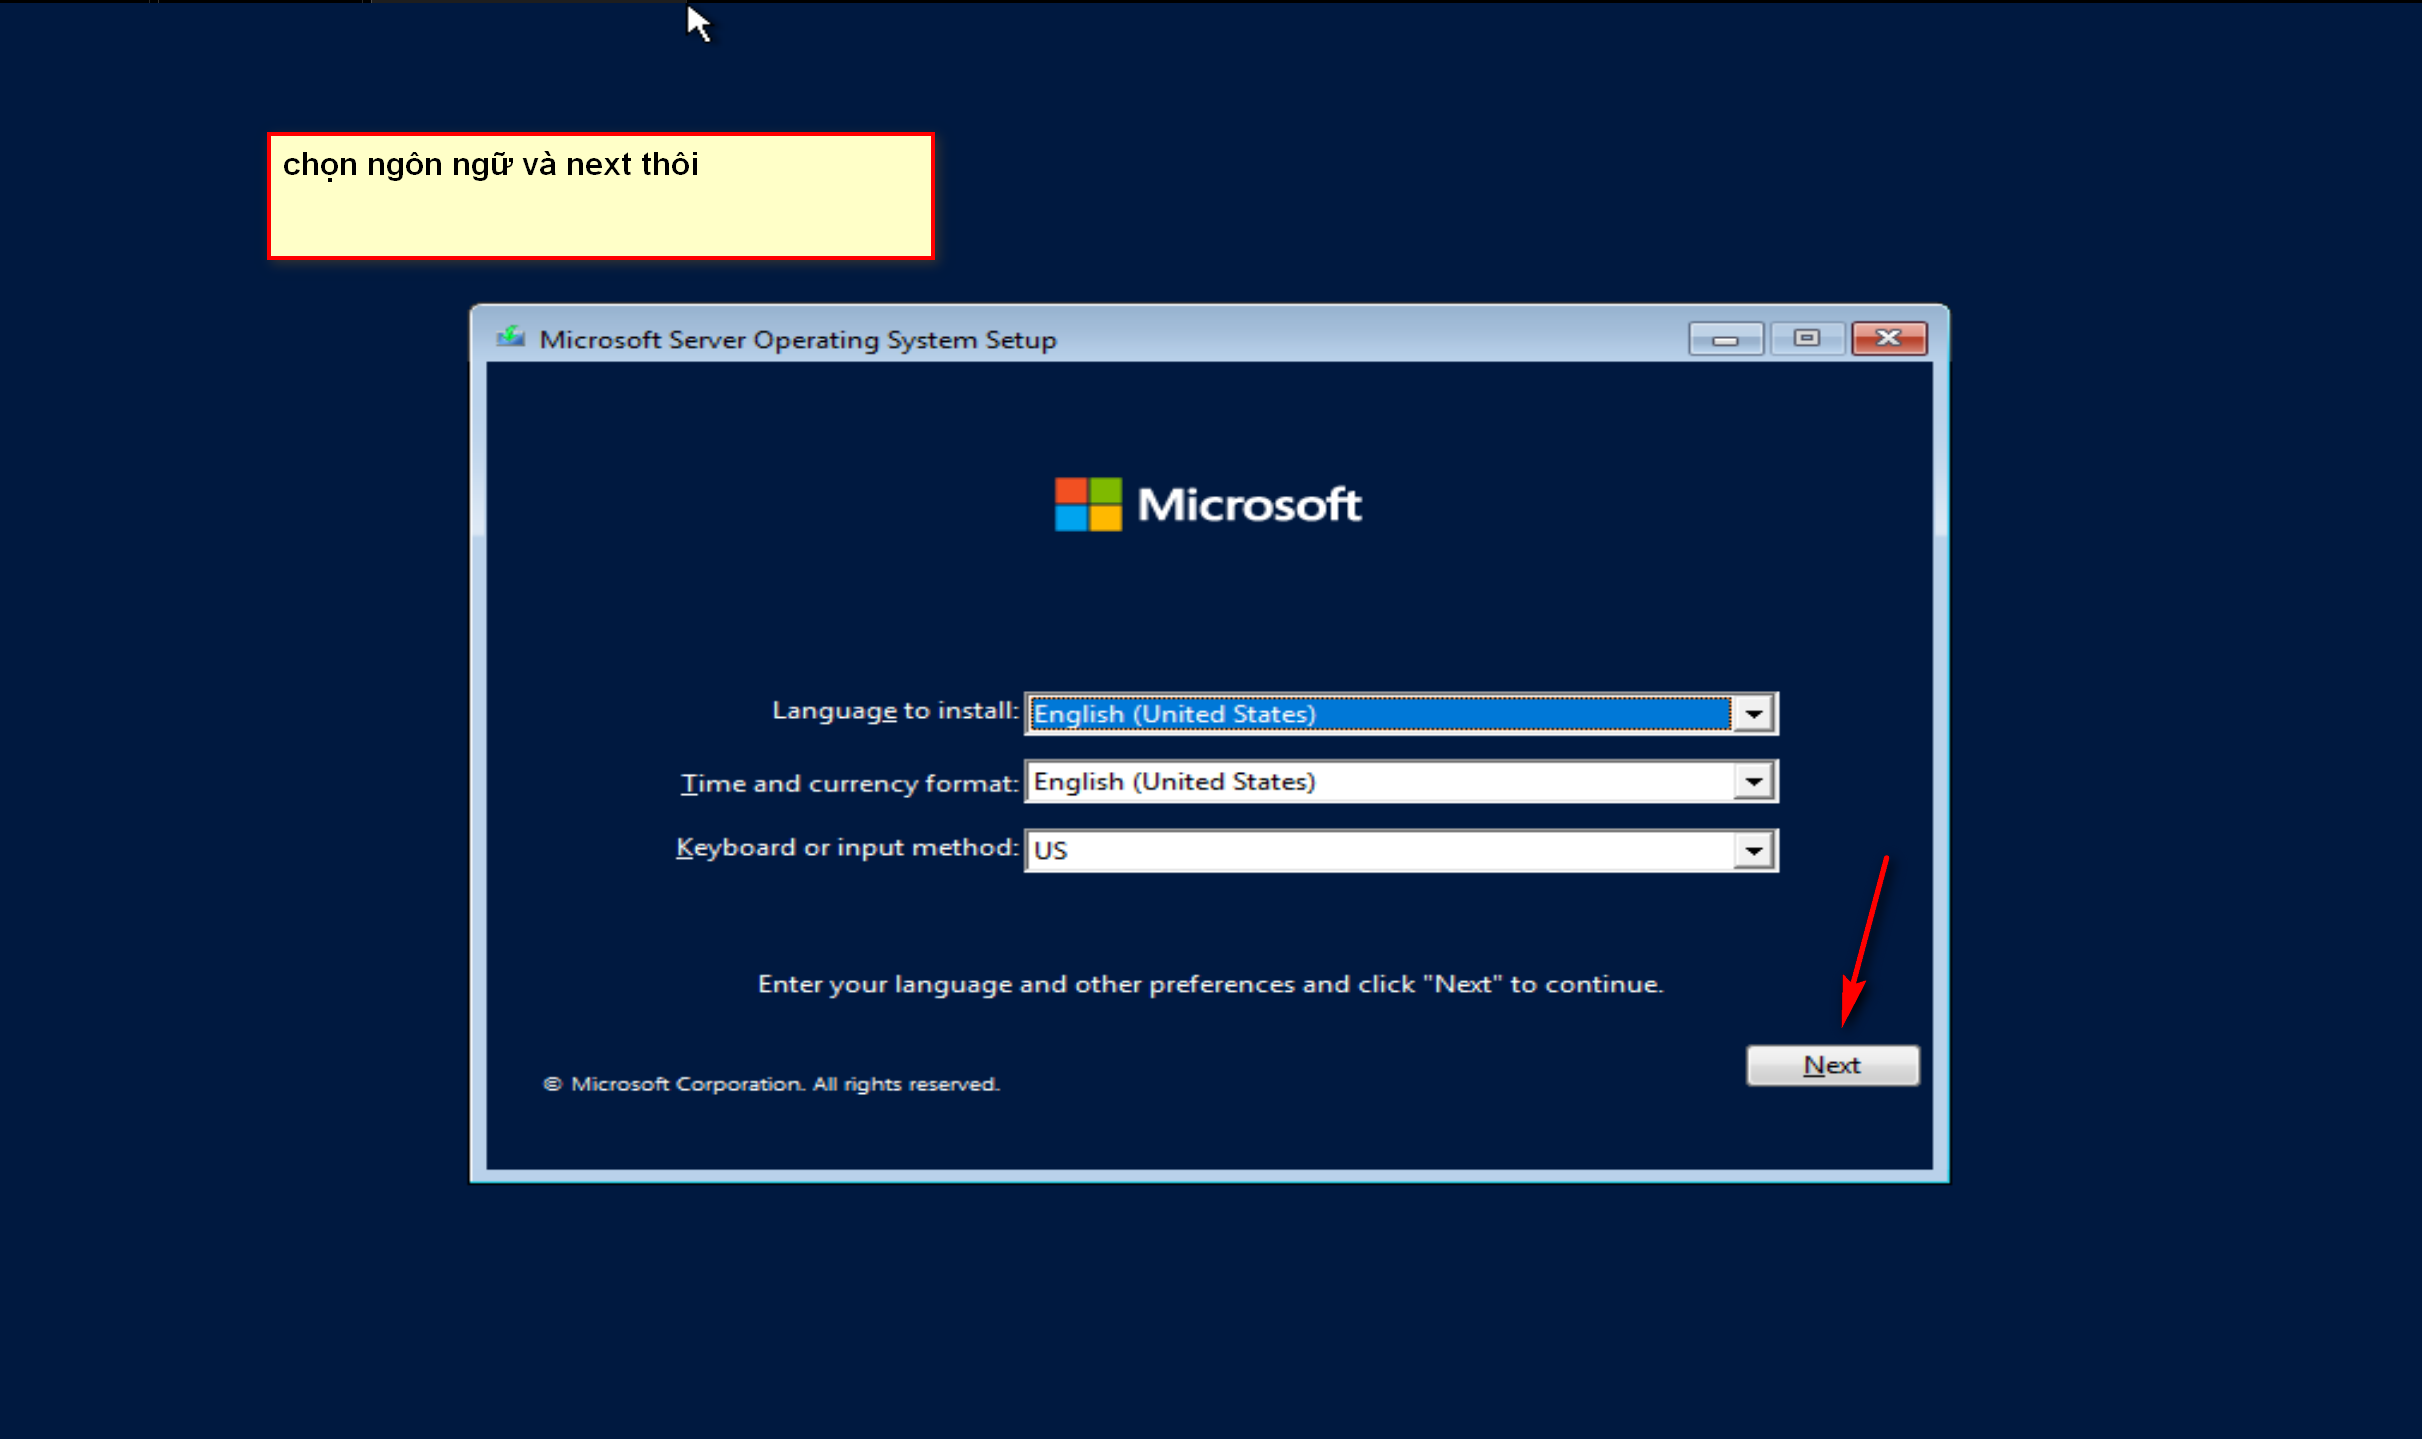 chọn ngôn ngữ và next thôi
Microsoft Server Operating System Setup
Microsoft
Language to install: English (United States)
Time and currency format: English (United States)
Keyboard or input method: US
Enter your language and other preferences and click "Next" to continue.
Next
© Microsoft Corporation. All rights reserved.